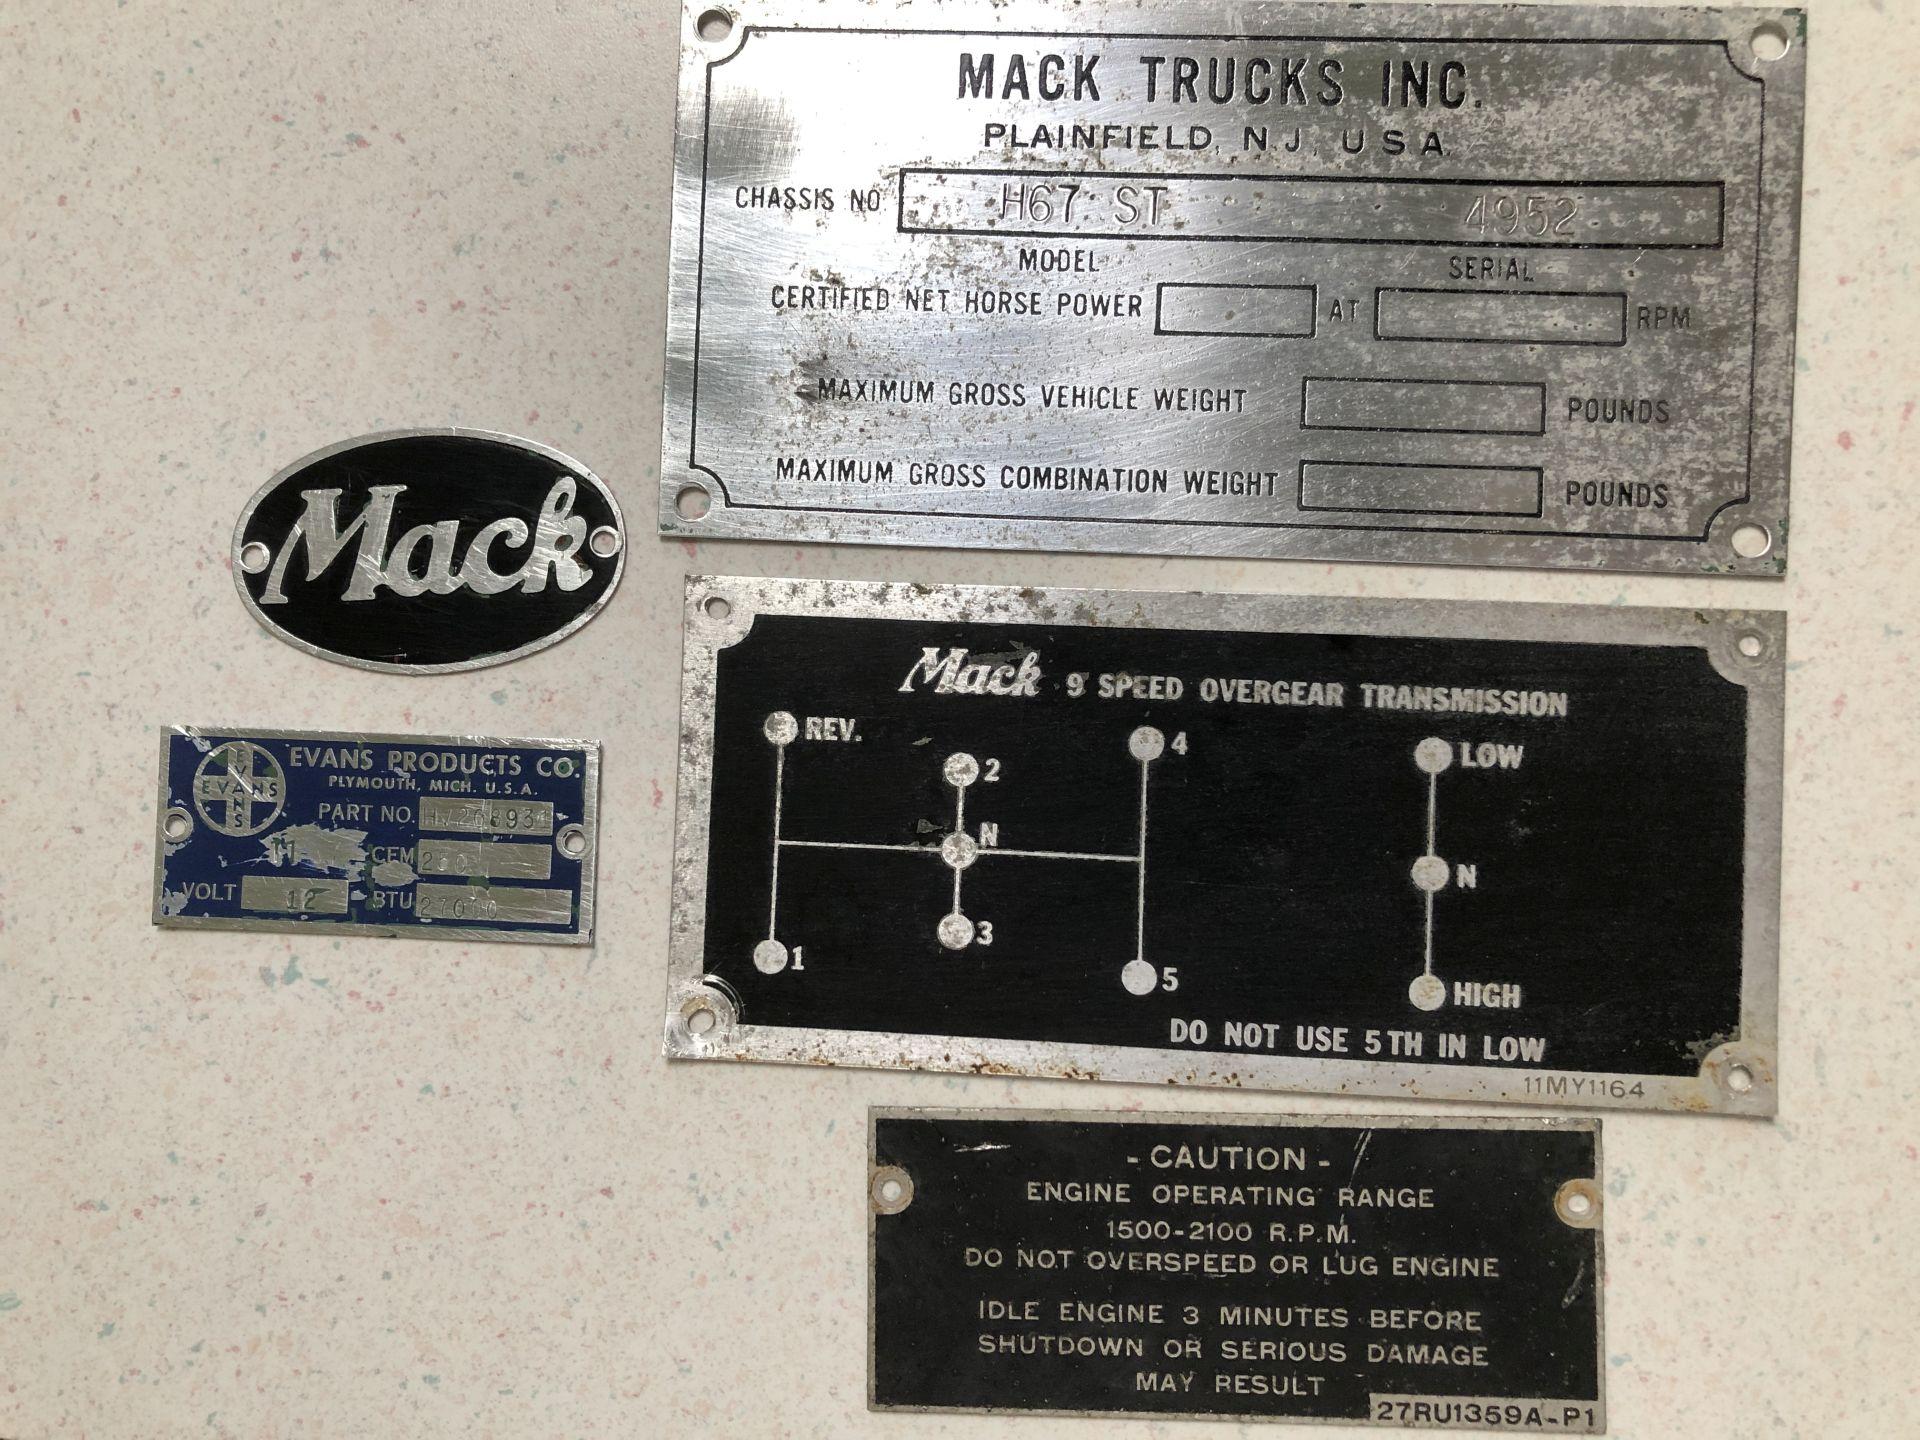 MACK TRUCKS INC.
PLAINFIELD, N.J, U S A
CHASSIS NO H67 ST 4952
MODEL SERIAL
CERTIFIED NET HORSE POWER AT RPM
MAXIMUM GROSS VEHICLE WEIGHT POUNDS
MAXIMUM GROSS COMBINATION WEIGHT POUNDS
Mack
EVANS
EVANS
EVANS PRODUCTS CO.
PLYMOUTH, MICH. U.S.A.
PART NO.
CFM
VOLT 12 BTU 27000
Mack 9 SPEED OVERGEAR TRANSMISSION
REV. 2 4 LOW
N N
1 3 5 HIGH
DO NOT USE 5TH IN LOW
11MY1164
- CAUTION -
ENGINE OPERATING RANGE
1500-2100 R.P.M.
DO NOT OVERSPEED OR LUG ENGINE
IDLE ENGINE 3 MINUTES BEFORE
SHUTDOWN OR SERIOUS DAMAGE
MAY RESULT
27RU1359A-P1